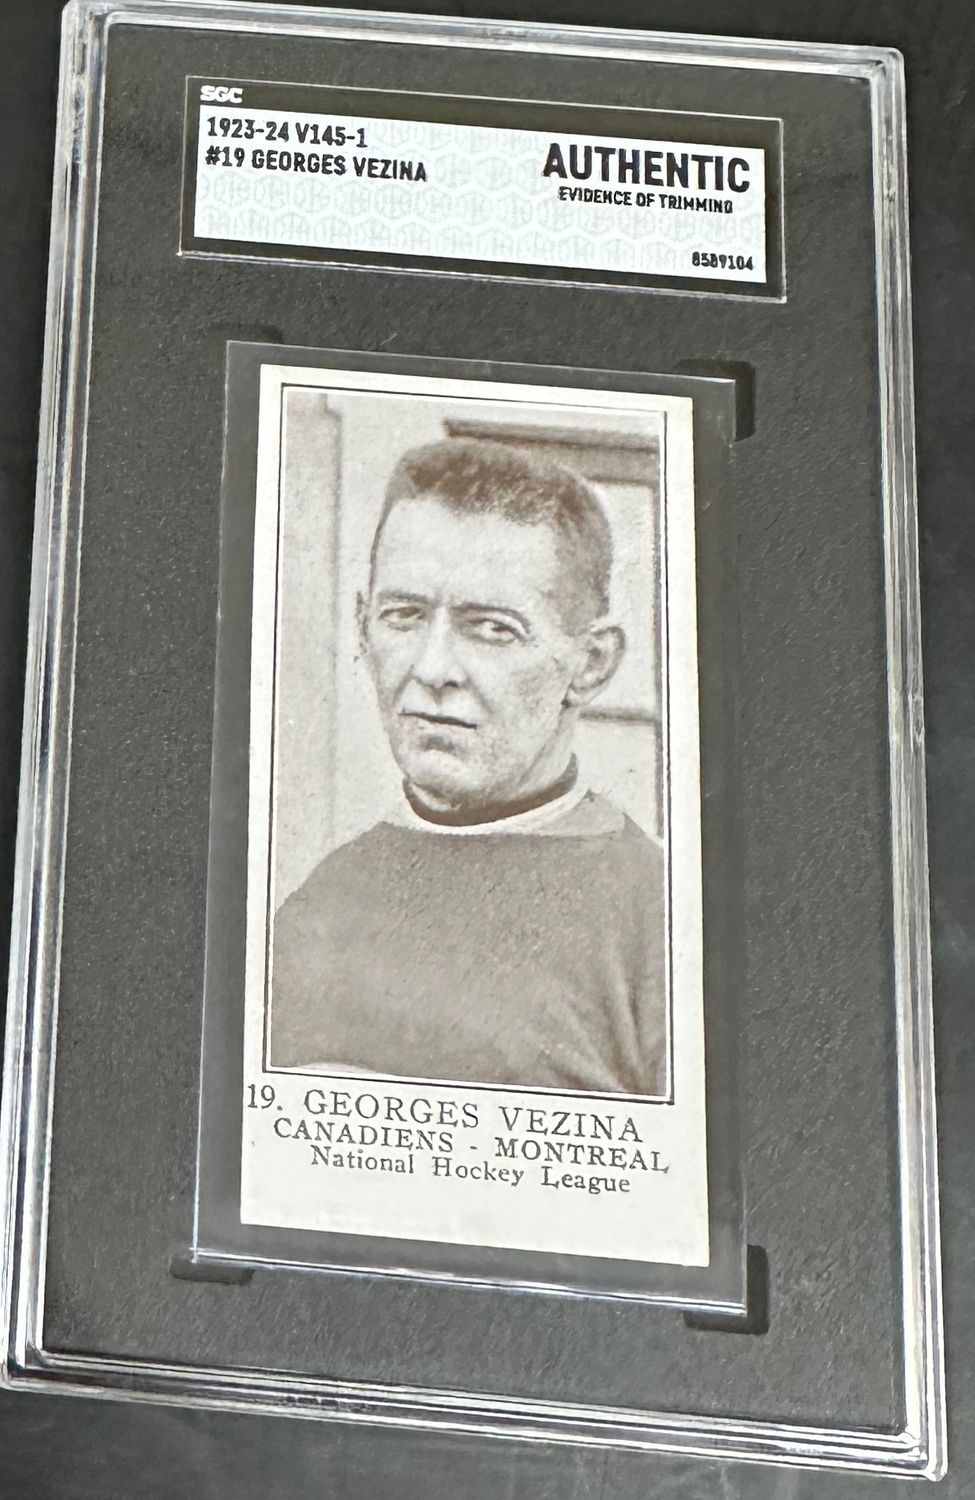 SGC
1923-24 V145-1
#19 GEORGES VEZINA
AUTHENTIC
EVIDENCE OF TRIMMING
8389104
19. GEORGES VEZINA
CANADIENS - MONTREAL
National Hockey League